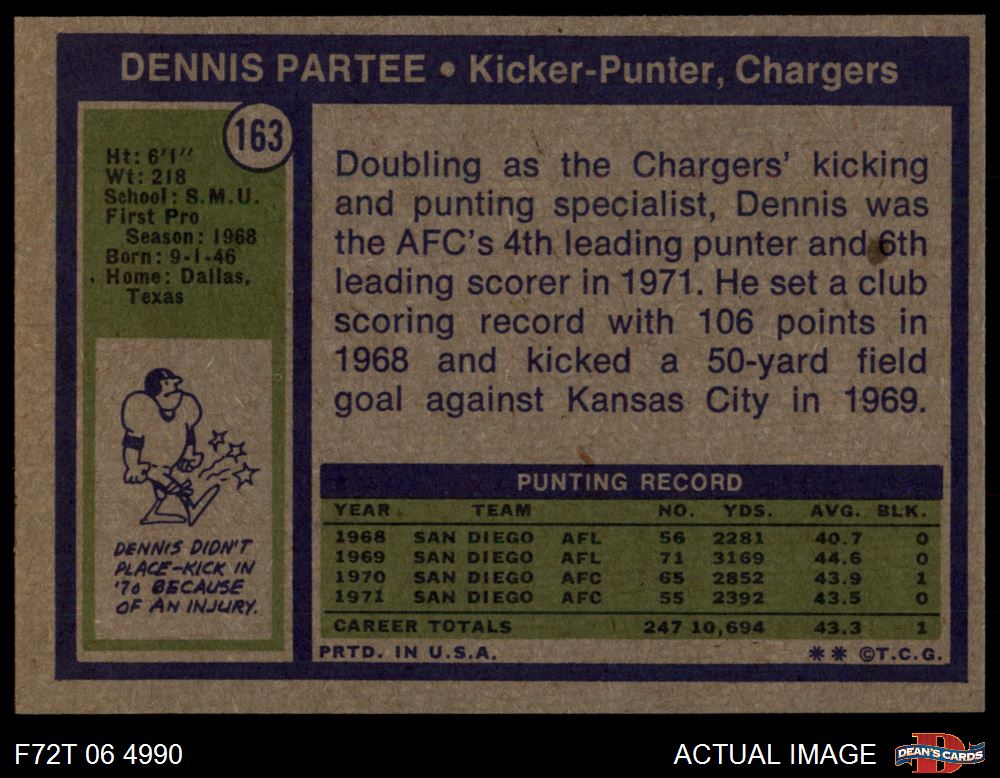 DENNIS PARTEE • Kicker-Punter, Chargers
163
Ht: 6'1"
Wt: 218
School: S.M.U.
First Pro
Season: 1968
Born: 9-1-46
Home: Dallas,
Texas
DENNIS DIDN'T
PLACE-KICK IN
'70 BECAUSE
OF AN INJURY.
Doubling as the Chargers' kicking
and punting specialist, Dennis was
the AFC's 4th leading punter and 6th
leading scorer in 1971. He set a club
scoring record with 106 points in
1968 and kicked a 50-yard field
goal against Kansas City in 1969.
PUNTING RECORD
YEAR TEAM NO. YDS. AVG. BLK.
1968 SAN DIEGO AFL 56 2281 40.7 0
1969 SAN DIEGO AFL 71 3169 44.6 0
1970 SAN DIEGO AFC 65 2852 43.9 1
1971 SAN DIEGO AFC 55 2392 43.5 0
CAREER TOTALS 247 10,694 43.3 1
PRTD. IN U.S.A. ** ©T.C.G.
F72T 06 4990 ACTUAL IMAGE DEAN'S CARDS